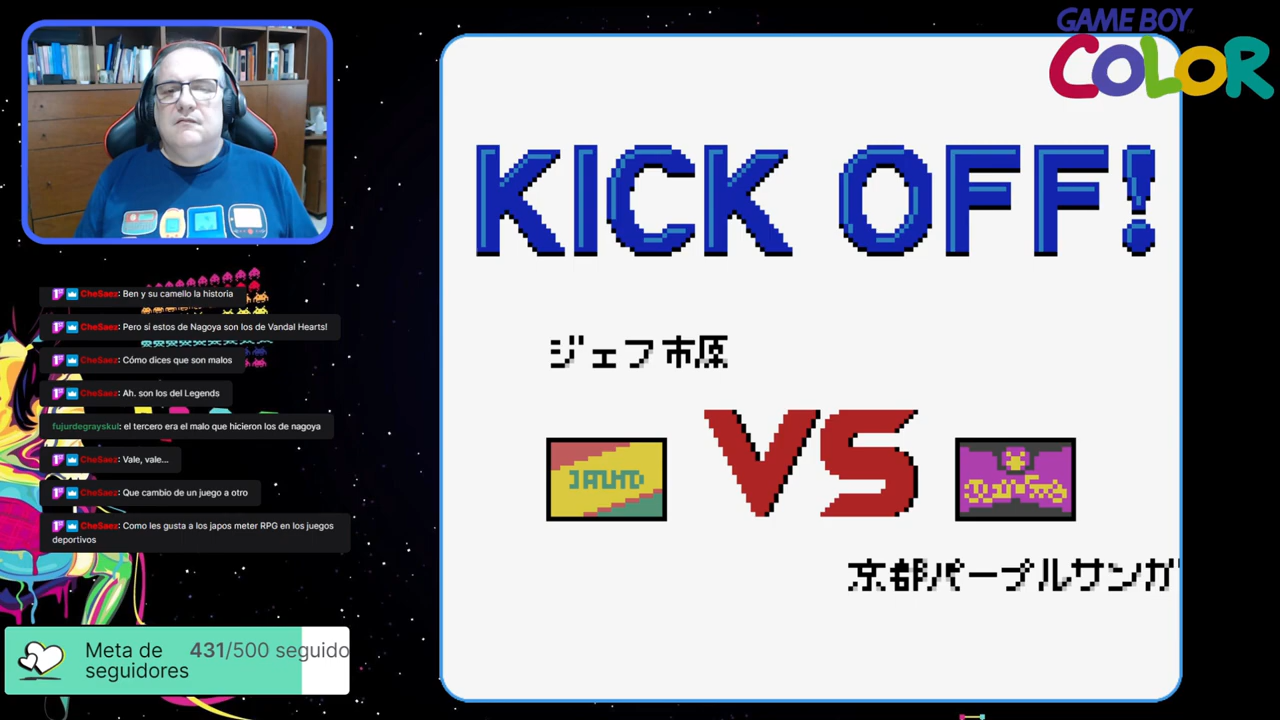 GAME BOY
COLOR
KICK OFF!
ジェフ市原
VS
京都パープルサンガ
CheSaez: Ben y su camello la historia
CheSaez: Pero si estos de Nagoya son los de Vandal Hearts!
CheSaez: Cómo dices que son malos
CheSaez: Ah. son los del Legends
fujurdegrayskul: el tercero era el malo que hicieron los de nagoya
CheSaez: Vale, vale...
CheSaez: Que cambio de un juego a otro
CheSaez: Como les gusta a los japos meter RPG en los juegos
deportivos
Meta de
seguidores
431/500 seguido